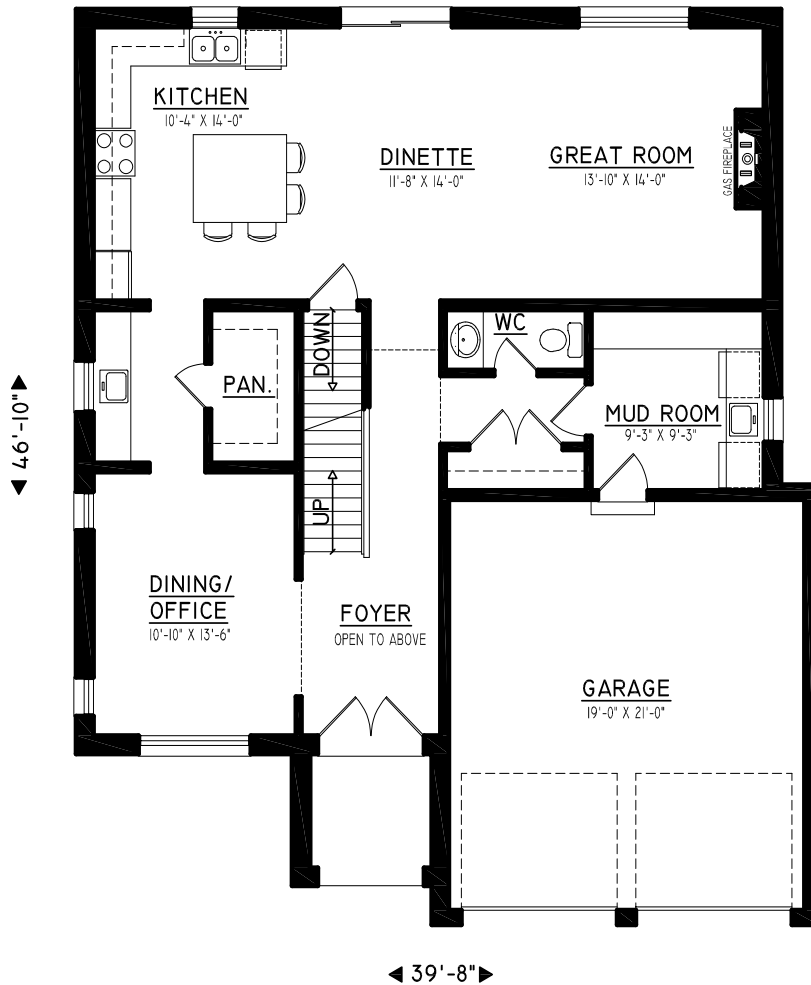 KITCHEN
10'-4" X 14'-0"
DINETTE
11'-8" X 14'-0"
GREAT ROOM
13'-10" X 14'-0"
GAS FIREPLACE
WC
DOWN
PAN.
MUD ROOM
9'-3" X 9'-3"
46'-10"
UP
DINING/
OFFICE
10'-10" X 13'-6"
FOYER
OPEN TO ABOVE
GARAGE
19'-0" X 21'-0"
39'-8"